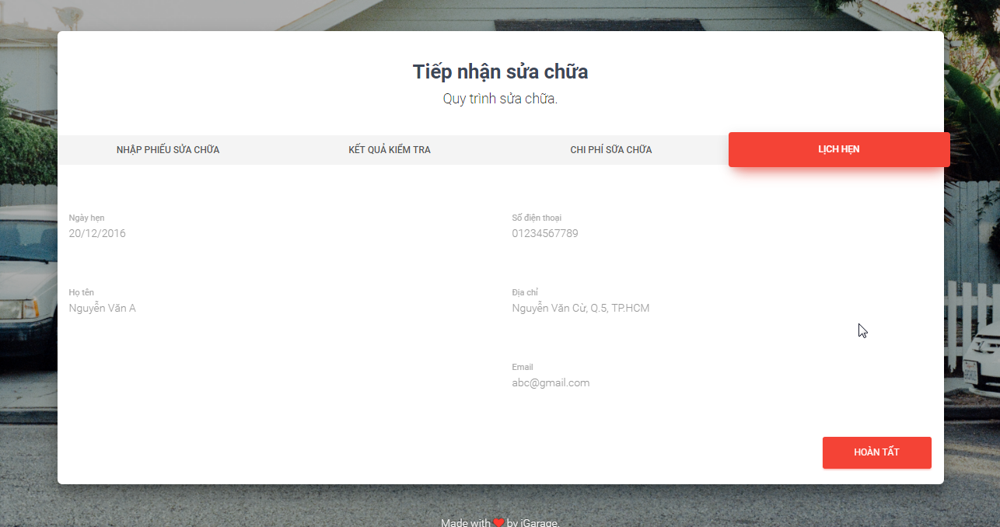 Tiếp nhận sửa chữa
Quy trình sửa chữa.
NHẬP PHIẾU SỬA CHỮA
KẾT QUẢ KIỂM TRA
CHI PHÍ SỮA CHỮA
LỊCH HẸN
Ngày hẹn
20/12/2016
Số điện thoại
01234567789
Họ tên
Nguyễn Văn A
Địa chỉ
Nguyễn Văn Cừ, Q.5, TP.HCM
Email
abc@gmail.com
HOÀN TẤT
Made with ❤ by iGarage.